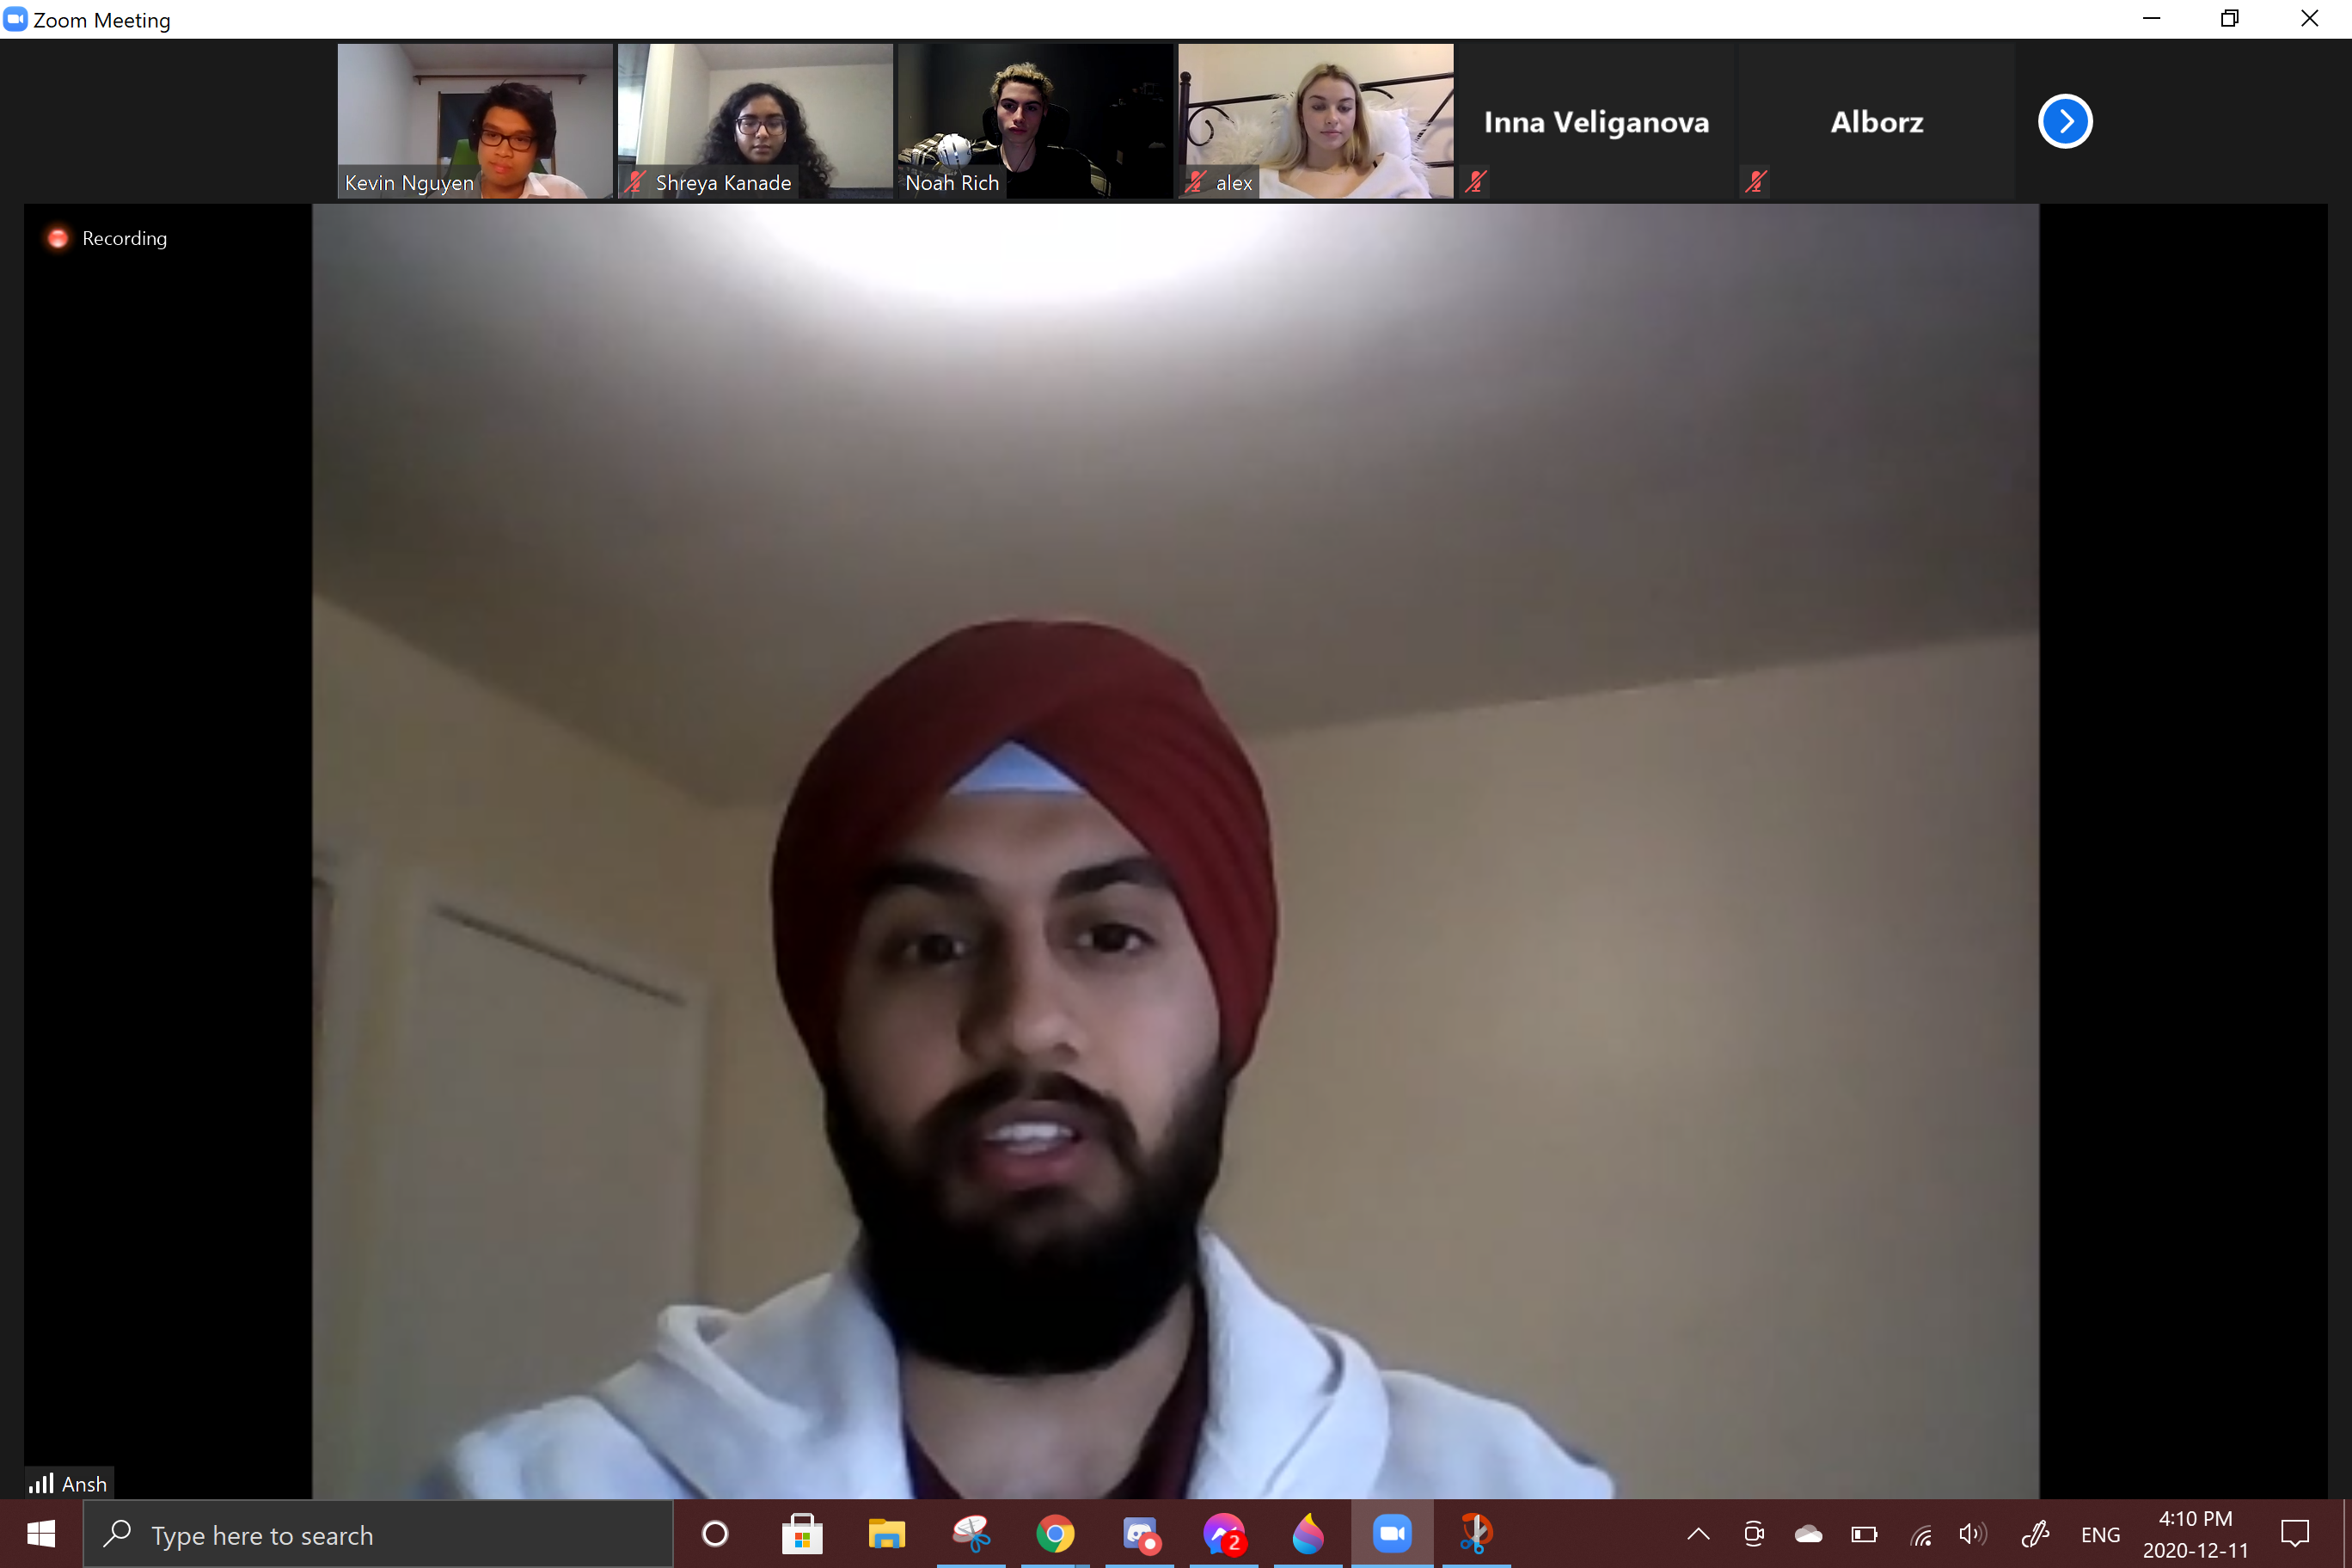 Zoom Meeting
Kevin Nguyen
Shreya Kanade
Noah Rich
alex
Inna Veliganova
Alborz
Recording
Ansh
Type here to search
2
ENG
4:10 PM
2020-12-11